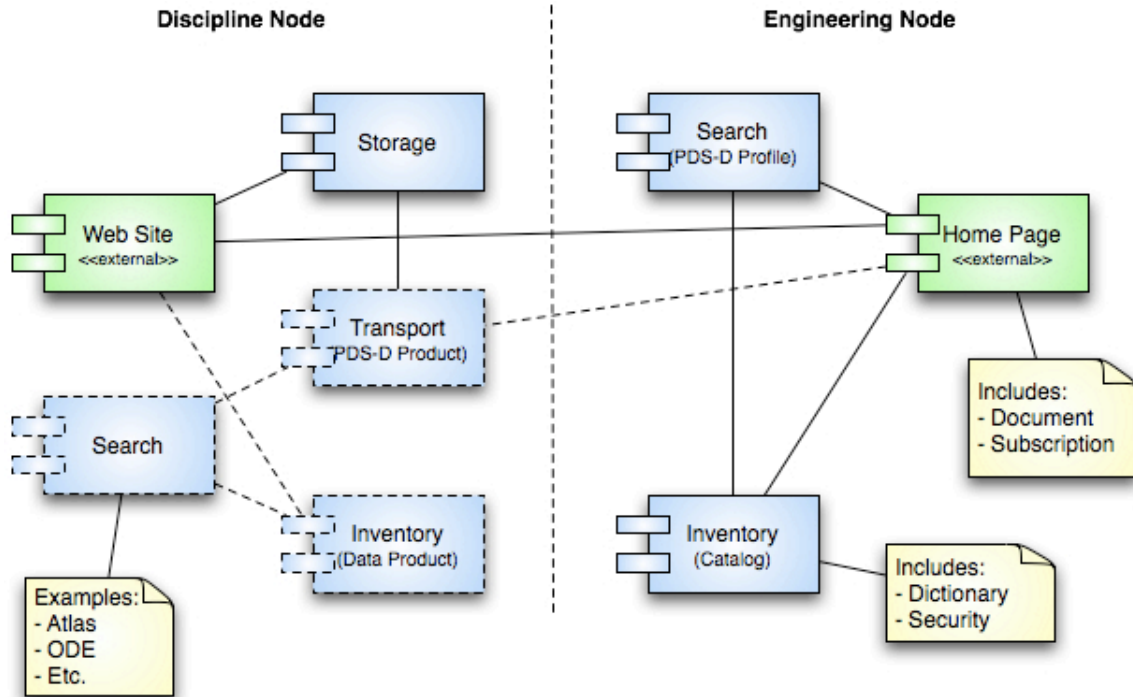 Discipline Node
Engineering Node
Storage
Search
(PDS-D Profile)
Web Site
<<external>>
Home Page
<<external>>
Transport
(PDS-D Product)
Includes:
- Document
- Subscription
Search
Inventory
(Data Product)
Inventory
(Catalog)
Includes:
- Dictionary
- Security
Examples:
- Atlas
- ODE
- Etc.